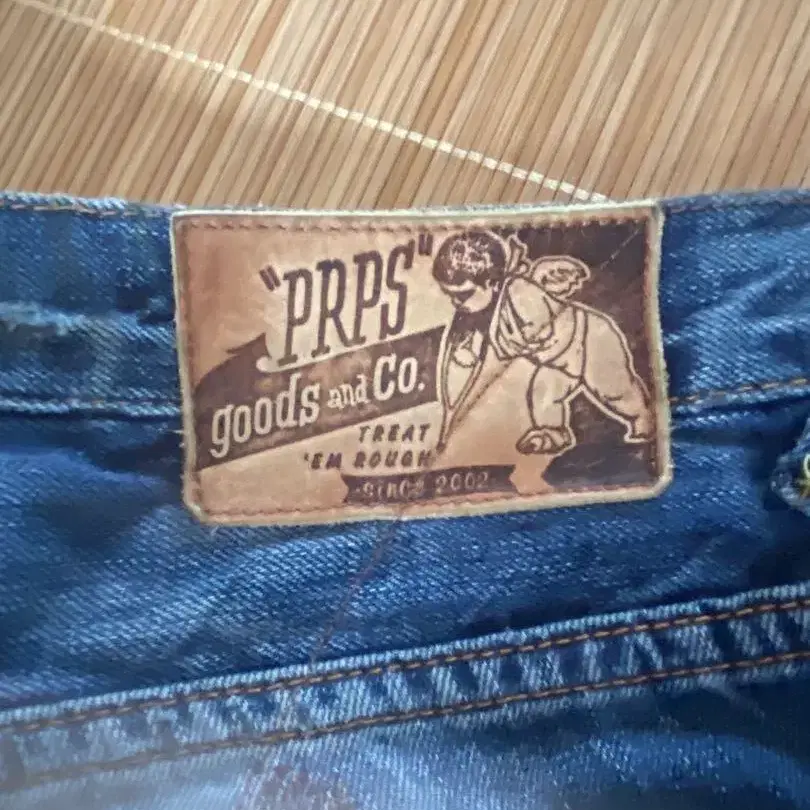 "PRPS"
goods and Co.
TREAT
'EM ROUGH
Since 2002